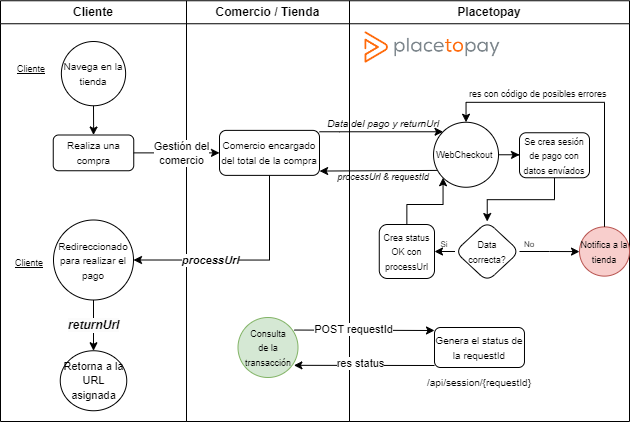 Cliente
Comercio / Tienda
Placetopay
placetopay
Cliente
Navega en la
tienda
Realiza una
compra
Gestión del
comercio
Comercio encargado
del total de la compra
Data del pago y returnUrl
processUrl & requestId
res con código de posibles errores
WebCheckout
Se crea sesión
de pago con
datos envíados
Crea status
OK con
processUrl
Si
Data
correcta?
No
Notifica a la
tienda
Cliente
Redireccionado
para realizar el
pago
processUrl
returnUrl
Retorna a la
URL
asignada
Consulta
de la
transacción
POST requestId
res status
Genera el status de
la requestId
/api/session/{requestId}